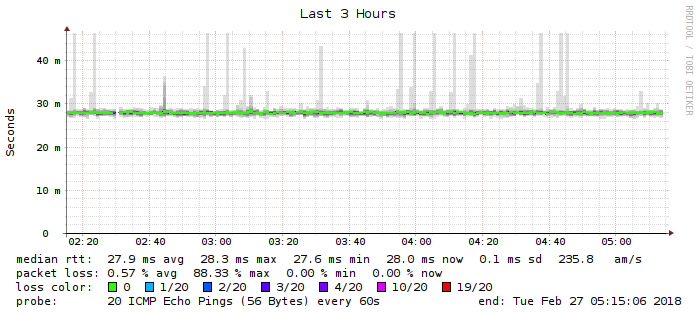 Last 3 Hours
RRDTOOL / TOBI OETIKER
Seconds
40 m
30 m
20 m
10 m
0
02:20 02:40 03:00 03:20 03:40 04:00 04:20 04:40 05:00
median rtt: 27.9 ms avg 28.3 ms max 27.6 ms min 28.0 ms now 0.1 ms sd 235.8 am/s
packet loss: 0.57 % avg 88.33 % max 0.00 % min 0.00 % now
loss color: 0 1/20 2/20 3/20 4/20 10/20 19/20
probe: 20 ICMP Echo Pings (56 Bytes) every 60s end: Tue Feb 27 05:15:06 2018